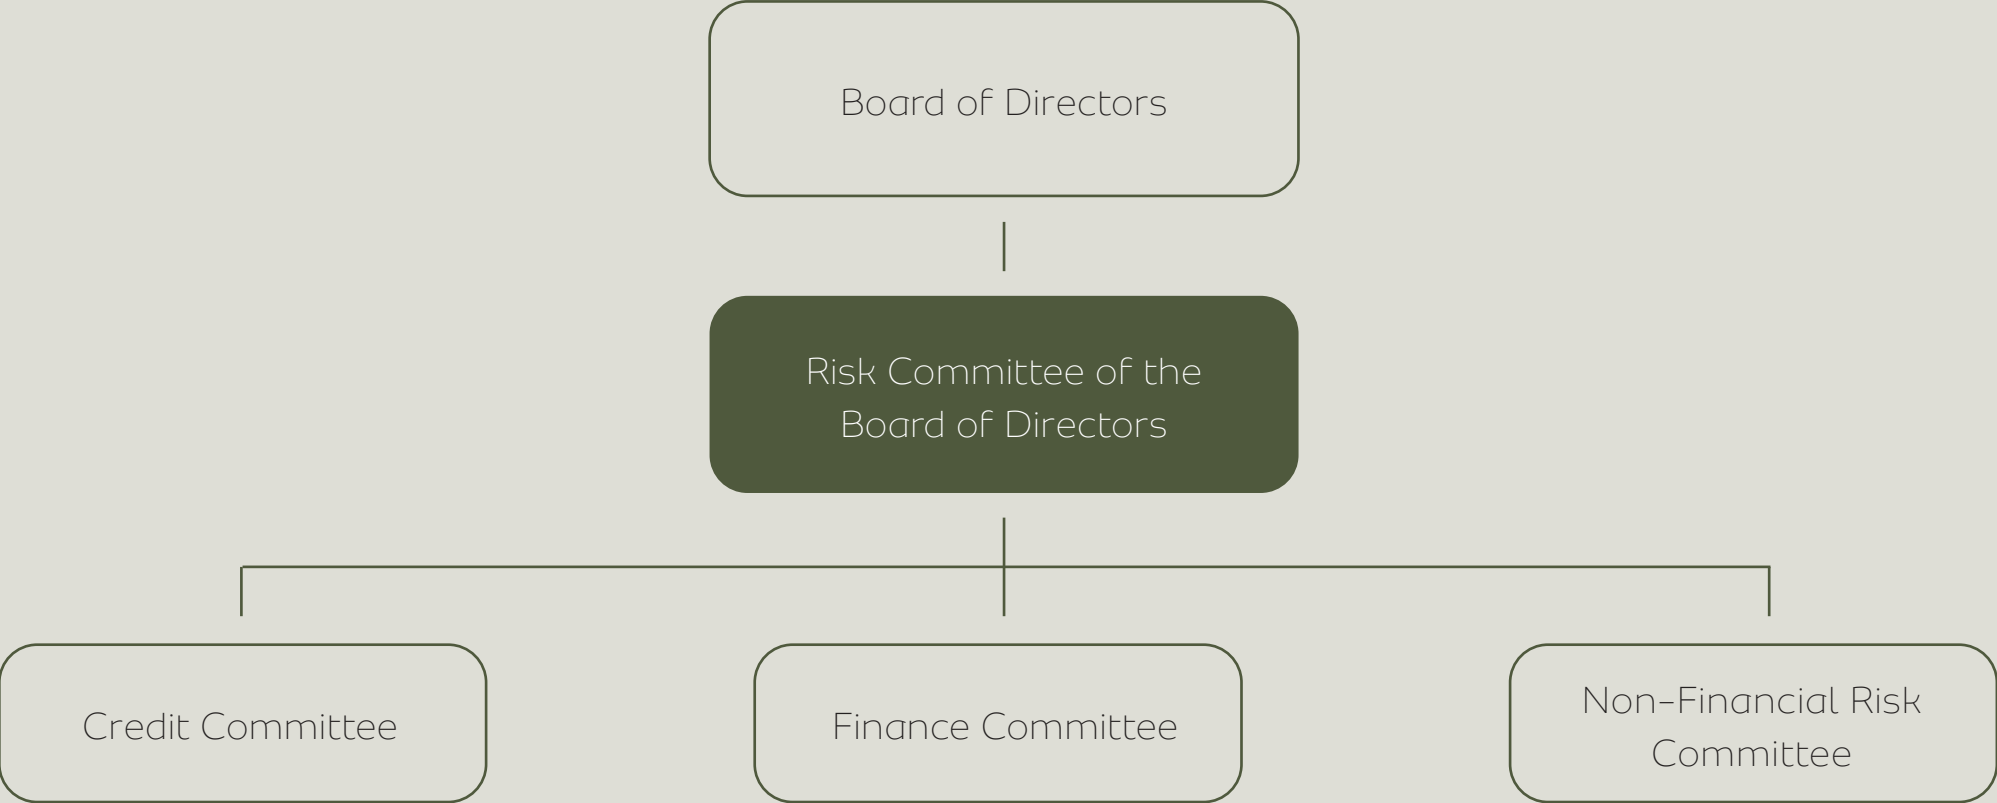 Board of Directors
Risk Committee of the
Board of Directors
Credit Committee
Finance Committee
Non-Financial Risk
Committee